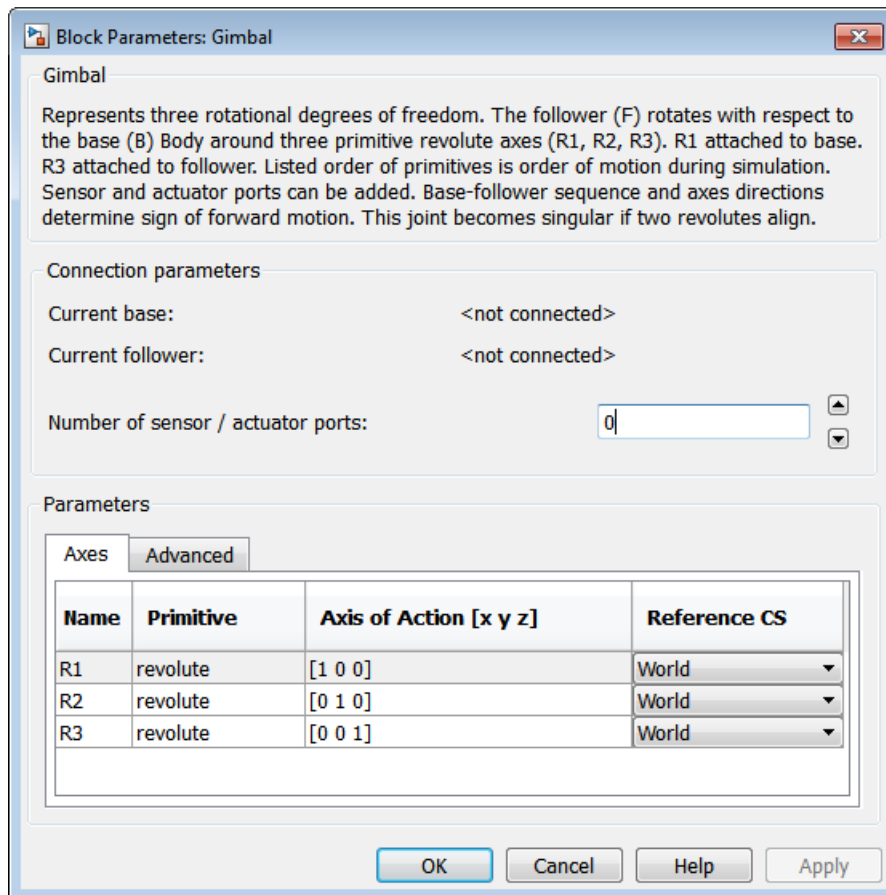 Block Parameters: Gimbal
Gimbal
Represents three rotational degrees of freedom. The follower (F) rotates with respect to
the base (B) Body around three primitive revolute axes (R1, R2, R3). R1 attached to base.
R3 attached to follower. Listed order of primitives is order of motion during simulation.
Sensor and actuator ports can be added. Base-follower sequence and axes directions
determine sign of forward motion. This joint becomes singular if two revolutes align.
Connection parameters
Current base: <not connected>
Current follower: <not connected>
Number of sensor / actuator ports: 0
Parameters
Axes Advanced
Name Primitive Axis of Action [x y z] Reference CS
R1 revolute [1 0 0] World
R2 revolute [0 1 0] World
R3 revolute [0 0 1] World
OK Cancel Help Apply